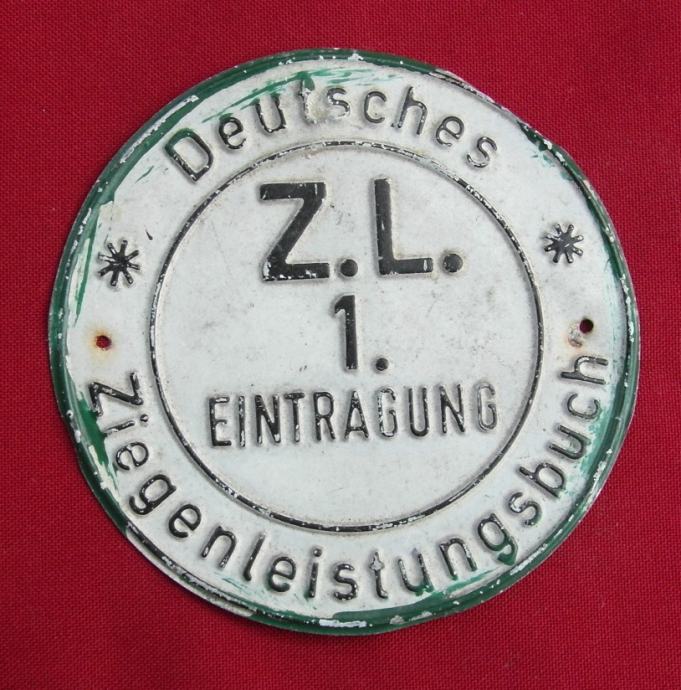 Deutsches
Z.L.
1.
EINTRAGUNG
Ziegenleistungsbuch